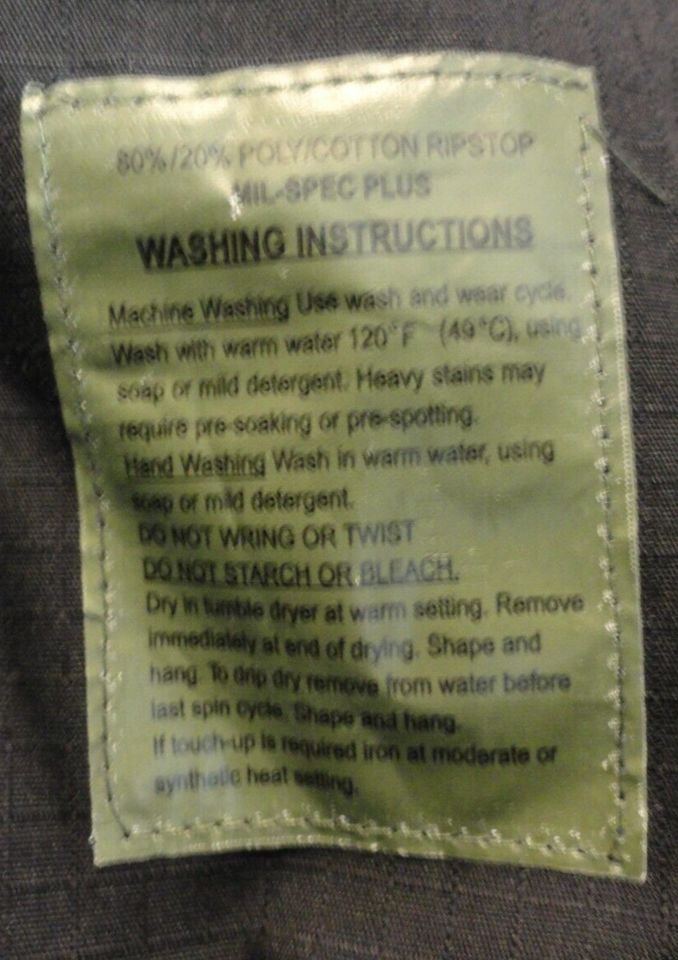 80%/20% POLY/COTTON RIPSTOP
MIL-SPEC PLUS
WASHING INSTRUCTIONS
Machine Washing Use wash and wear cycle.
Wash with warm water 120°F (49°C), using
soap or mild detergent. Heavy stains may
require pre-soaking or pre-spotting.
Hand Washing Wash in warm water, using
soap or mild detergent.
DO NOT WRING OR TWIST
DO NOT STARCH OR BLEACH.
Dry in tumble dryer at warm setting. Remove
immediately at end of drying. Shape and
hang. To drip dry remove from water before
last spin cycle. Shape and hang.
If touch-up is required iron at moderate or
synthetic heat setting.